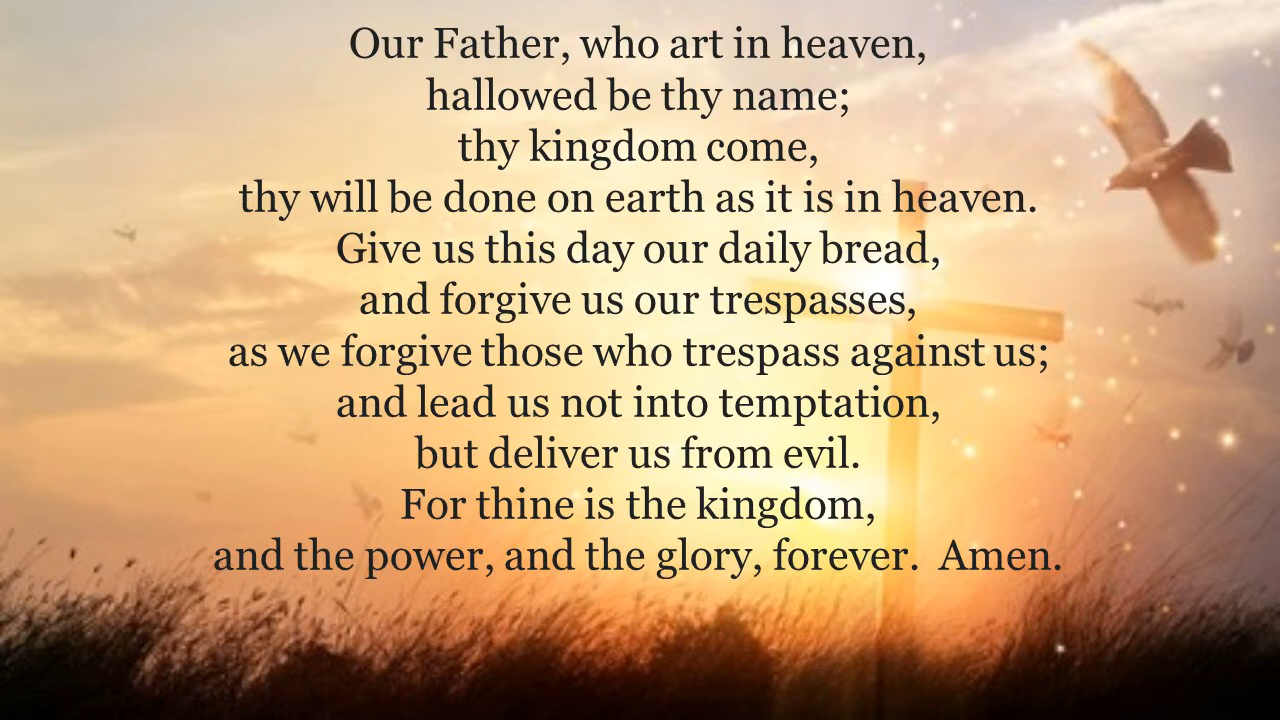 Our Father, who art in heaven,
hallowed be thy name;
thy kingdom come,
thy will be done on earth as it is in heaven.
Give us this day our daily bread,
and forgive us our trespasses,
as we forgive those who trespass against us;
and lead us not into temptation,
but deliver us from evil.
For thine is the kingdom,
and the power, and the glory, forever.  Amen.